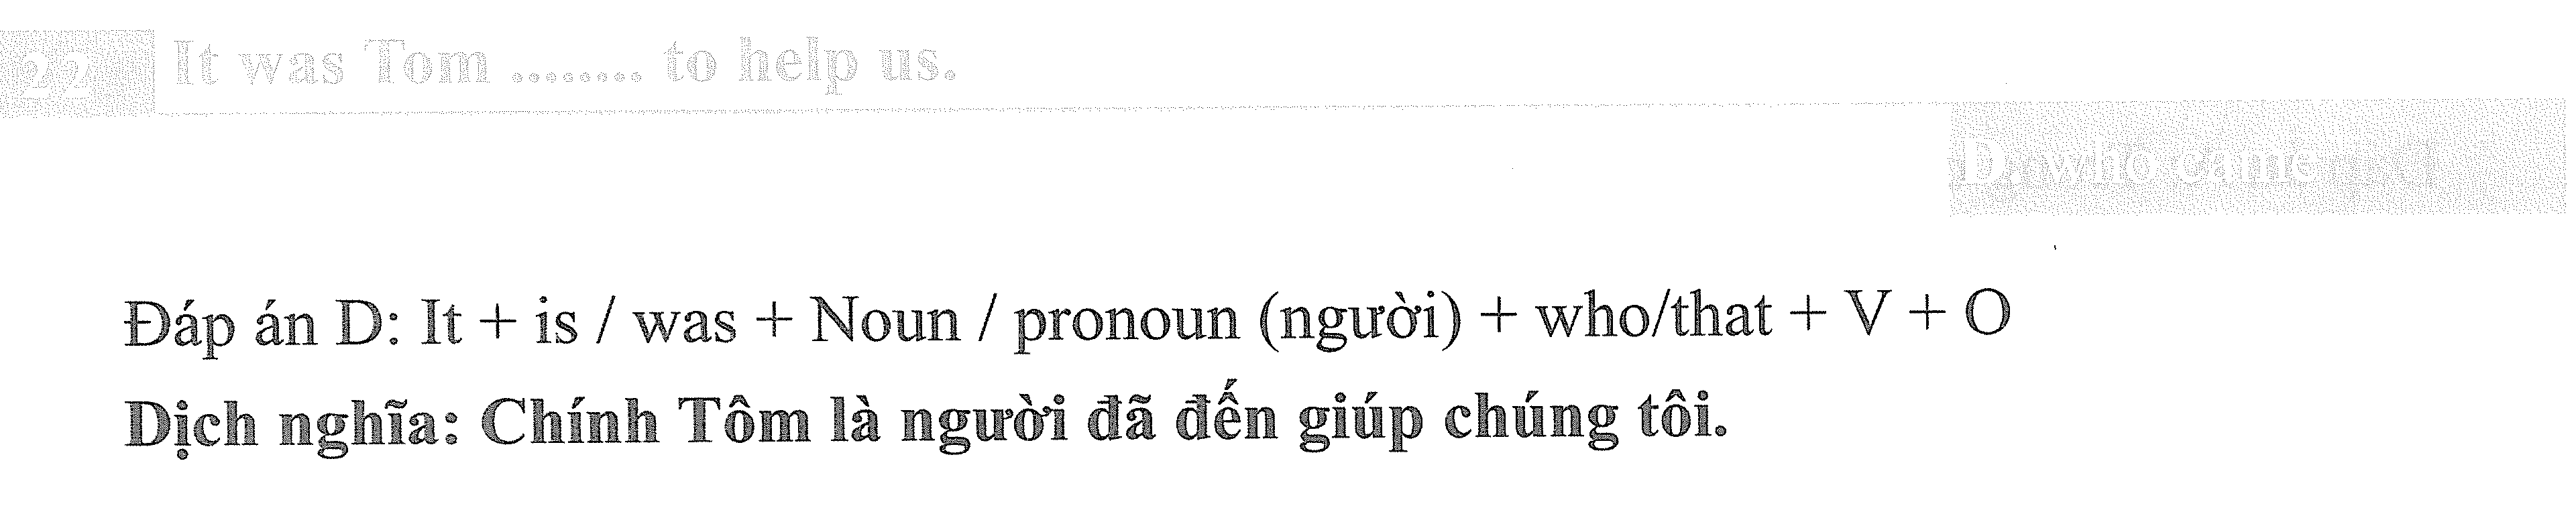 22 It was Tom ........ to help us.
D. who came
Đáp án D: It + is / was + Noun / pronoun (người) + who/that + V + O
Dịch nghĩa: Chính Tôm là người đã đến giúp chúng tôi.